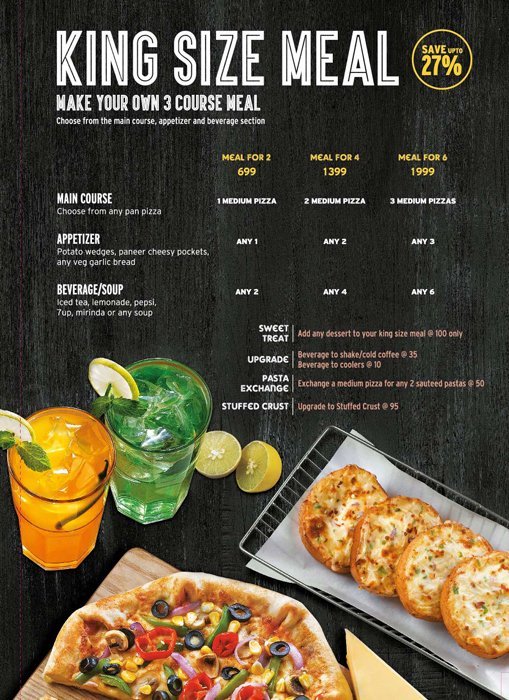 KING SIZE MEAL
SAVE UPTO
27%
MAKE YOUR OWN 3 COURSE MEAL
Choose from the main course, appetizer and beverage section
MEAL FOR 2 MEAL FOR 4 MEAL FOR 6
699 1399 1999
MAIN COURSE
Choose from any pan pizza
1 MEDIUM PIZZA 2 MEDIUM PIZZA 3 MEDIUM PIZZAS
APPETIZER
Potato wedges, paneer cheesy pockets,
any veg garlic bread
ANY 1 ANY 2 ANY 3
BEVERAGE/SOUP
Iced tea, lemonade, pepsi,
7up, mirinda or any soup
ANY 2 ANY 4 ANY 6
SWEET
TREAT
Add any dessert to your king size meal @ 100 only
UPGRADE
Beverage to shake/cold coffee @ 35
Beverage to coolers @ 10
PASTA
EXCHANGE
Exchange a medium pizza for any 2 sauteed pastas @ 50
STUFFED CRUST
Upgrade to Stuffed Crust @ 95